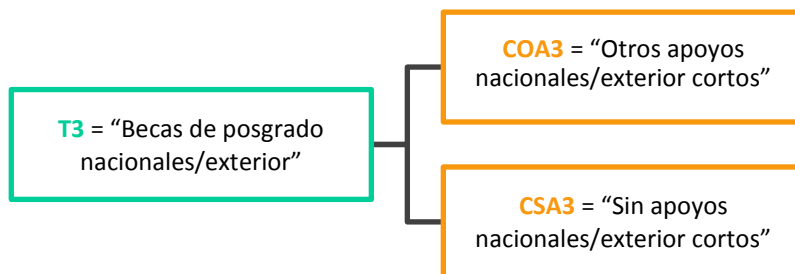 T3 = “Becas de posgrado
nacionales/exterior”
COA3 = “Otros apoyos
nacionales/exterior cortos”
CSA3 = “Sin apoyos
nacionales/exterior cortos”